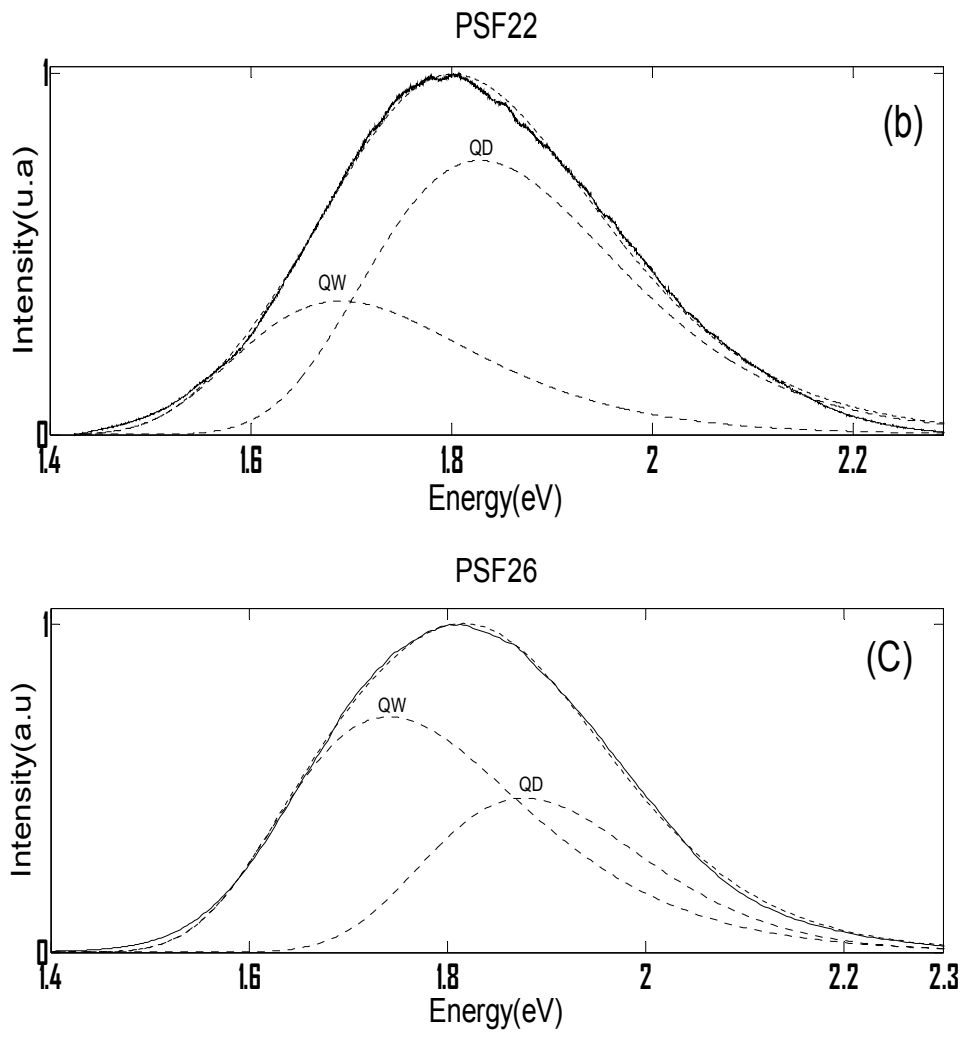 PSF22
(b)
Intensity(u.a)
1
QD
QW
0
1.4 1.6 1.8 2 2.2
Energy(eV)
PSF26
(C)
Intensity(a.u)
1
QW
QD
0
1.4 1.6 1.8 2 2.2 2.3
Energy(eV)